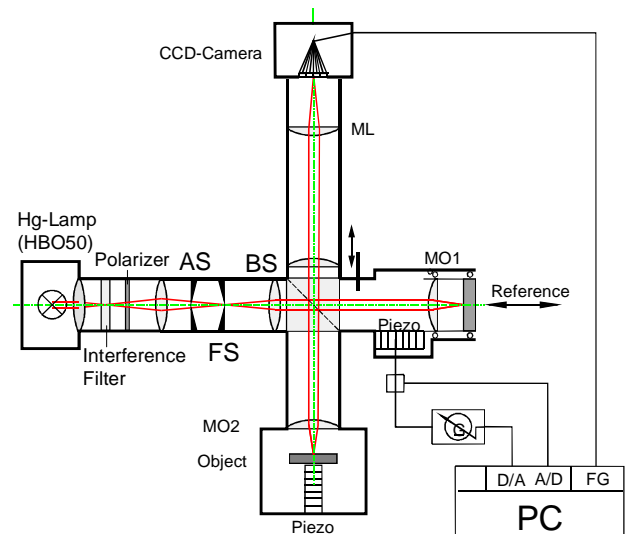 CCD-Camera
ML
Hg-Lamp
(HBO50)
Polarizer
AS
BS
MO1
Reference
Piezo
Interference
Filter
FS
MO2
Object
Piezo
G
D/A
A/D
FG
PC